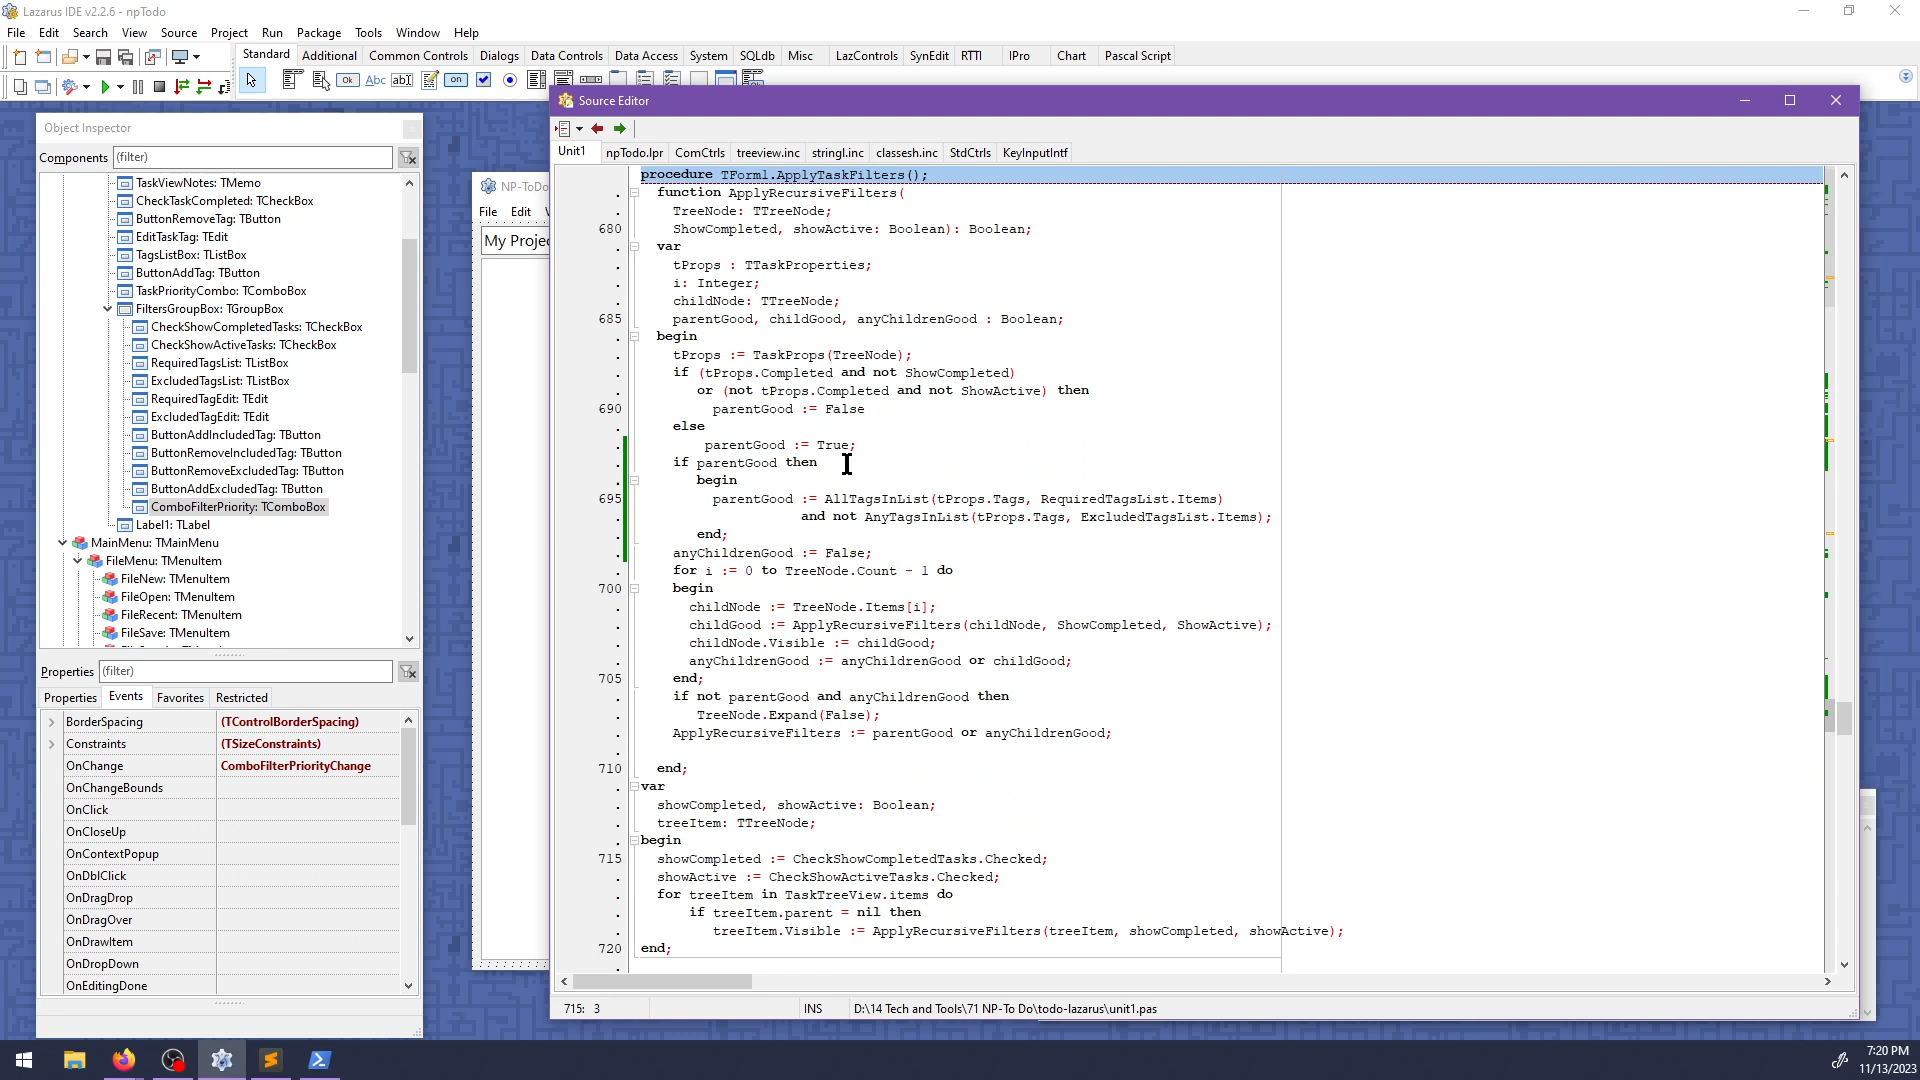 Lazarus IDE v2.2.6 - npTodo
File Edit Search View Source Project Run Package Tools Window Help
Standard Additional Common Controls Dialogs Data Controls Data Access System SQLdb Misc LazControls SynEdit RTTI IPro Chart Pascal Script
Ok Abc ab on
Object Inspector
Components (filter)
TaskViewNotes: TMemo
CheckTaskCompleted: TCheckBox
ButtonRemoveTag: TButton
EditTaskTag: TEdit
TagsListBox: TListBox
ButtonAddTag: TButton
TaskPriorityCombo: TComboBox
FiltersGroupBox: TGroupBox
CheckShowCompletedTasks: TCheckBox
CheckShowActiveTasks: TCheckBox
RequiredTagsList: TListBox
ExcludedTagsList: TListBox
RequiredTagEdit: TEdit
ExcludedTagEdit: TEdit
ButtonAddIncludedTag: TButton
ButtonRemoveIncludedTag: TButton
ButtonRemoveExcludedTag: TButton
ButtonAddExcludedTag: TButton
ComboFilterPriority: TComboBox
Label1: TLabel
MainMenu: TMainMenu
FileMenu: TMenuItem
FileNew: TMenuItem
FileOpen: TMenuItem
FileRecent: TMenuItem
FileSave: TMenuItem
Properties (filter)
Properties Events Favorites Restricted
BorderSpacing (TControlBorderSpacing)
Constraints (TSizeConstraints)
OnChange ComboFilterPriorityChange
OnChangeBounds
OnClick
OnCloseUp
OnContextPopup
OnDblClick
OnDragDrop
OnDragOver
OnDrawItem
OnDropDown
OnEditingDone
NP-ToDo
File Edit
My Projec
Source Editor
Unit1 npTodo.lpr ComCtrls treeview.inc stringl.inc classesh.inc StdCtrls KeyInputIntf
procedure TForm1.ApplyTaskFilters();
function ApplyRecursiveFilters(
TreeNode: TTreeNode;
680 ShowCompleted, showActive: Boolean): Boolean;
var
tProps : TTaskProperties;
i: Integer;
childNode: TTreeNode;
685 parentGood, childGood, anyChildrenGood : Boolean;
begin
tProps := TaskProps(TreeNode);
if (tProps.Completed and not ShowCompleted)
or (not tProps.Completed and not ShowActive) then
690 parentGood := False
else
parentGood := True;
if parentGood then
begin
695 parentGood := AllTagsInList(tProps.Tags, RequiredTagsList.Items)
and not AnyTagsInList(tProps.Tags, ExcludedTagsList.Items);
end;
anyChildrenGood := False;
for i := 0 to TreeNode.Count - 1 do
700 begin
childNode := TreeNode.Items[i];
childGood := ApplyRecursiveFilters(childNode, ShowCompleted, ShowActive);
childNode.Visible := childGood;
anyChildrenGood := anyChildrenGood or childGood;
705 end;
if not parentGood and anyChildrenGood then
TreeNode.Expand(False);
ApplyRecursiveFilters := parentGood or anyChildrenGood;
710 end;
var
showCompleted, showActive: Boolean;
treeItem: TTreeNode;
begin
715 showCompleted := CheckShowCompletedTasks.Checked;
showActive := CheckShowActiveTasks.Checked;
for treeItem in TaskTreeView.items do
if treeItem.parent = nil then
treeItem.Visible := ApplyRecursiveFilters(treeItem, showCompleted, showActive);
720 end;
715: 3 INS D:\14 Tech and Tools\71 NP-To Do\todo-lazarus\unit1.pas
7:20 PM
11/13/2023